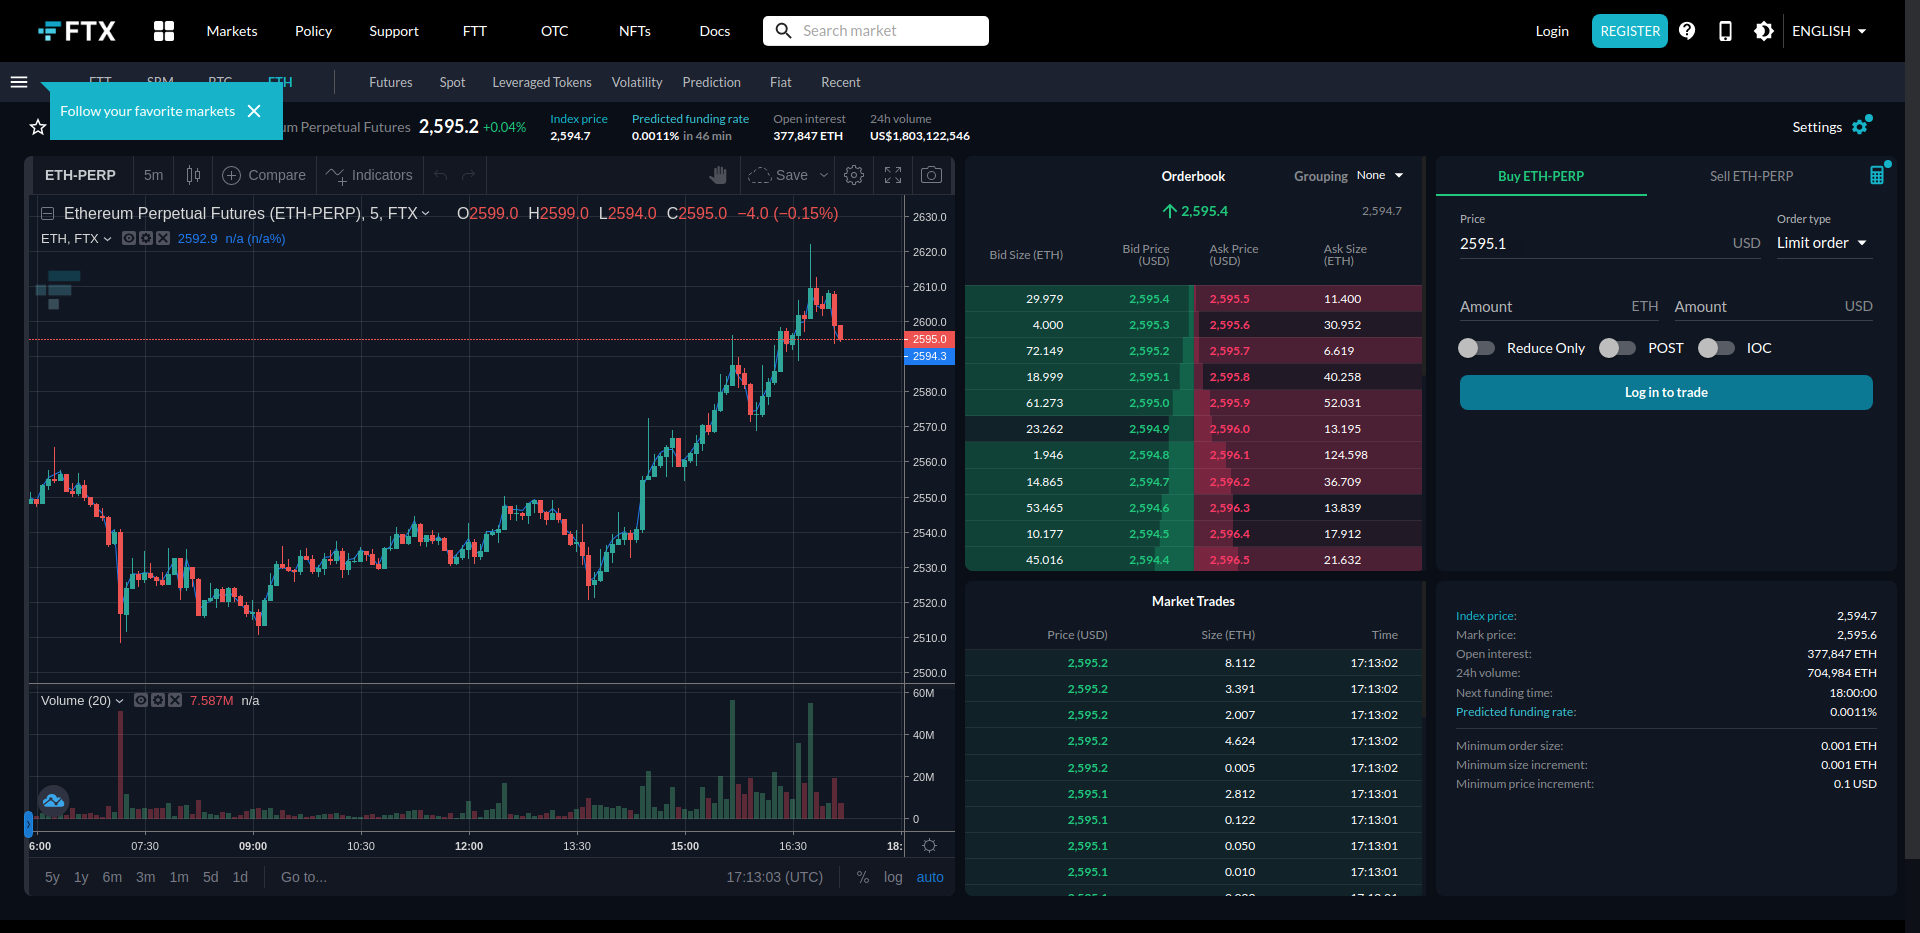 FTX
Markets
Policy
Support
FTT
OTC
NFTs
Docs
Search market
Login
REGISTER
ENGLISH
ETH
Futures
Spot
Leveraged Tokens
Volatility
Prediction
Fiat
Recent
Follow your favorite markets
Perpetual Futures
2,595.2 +0.04%
Index price
2,594.7
Predicted funding rate
0.0011% in 46 min
Open interest
377,847 ETH
24h volume
US$1,803,122,546
Settings
ETH-PERP
5m
Compare
Indicators
Save
Ethereum Perpetual Futures (ETH-PERP), 5, FTX
O2599.0 H2599.0 L2594.0 C2595.0 −4.0 (−0.15%)
ETH, FTX
2592.9 n/a (n/a%)
2630.0
2620.0
2610.0
2600.0
2595.0
2594.3
2580.0
2570.0
2560.0
2550.0
2540.0
2530.0
2520.0
2510.0
2500.0
Volume (20)
7.587M n/a
60M
40M
20M
0
6:00 07:30 09:00 10:30 12:00 13:30 15:00 16:30 18:
5y 1y 6m 3m 1m 5d 1d
Go to...
17:13:03 (UTC)
% log auto
Orderbook
Grouping None
2,595.4
2,594.7
Bid Size (ETH)
Bid Price (USD)
Ask Price (USD)
Ask Size (ETH)
29.979 2,595.4 2,595.5 11.400
4.000 2,595.3 2,595.6 30.952
72.149 2,595.2 2,595.7 6.619
18.999 2,595.1 2,595.8 40.258
61.273 2,595.0 2,595.9 52.031
23.262 2,594.9 2,596.0 13.195
1.946 2,594.8 2,596.1 124.598
14.865 2,594.7 2,596.2 36.709
53.465 2,594.6 2,596.3 13.839
10.177 2,594.5 2,596.4 17.912
45.016 2,594.4 2,596.5 21.632
Market Trades
Price (USD) Size (ETH) Time
2,595.2 8.112 17:13:02
2,595.2 3.391 17:13:02
2,595.2 2.007 17:13:02
2,595.2 4.624 17:13:02
2,595.2 0.005 17:13:02
2,595.1 2.812 17:13:01
2,595.1 0.122 17:13:01
2,595.1 0.050 17:13:01
2,595.1 0.010 17:13:01
Buy ETH-PERP
Sell ETH-PERP
Price
2595.1 USD
Order type
Limit order
Amount ETH
Amount USD
Reduce Only
POST
IOC
Log in to trade
Index price: 2,594.7
Mark price: 2,595.6
Open interest: 377,847 ETH
24h volume: 704,984 ETH
Next funding time: 18:00:00
Predicted funding rate: 0.0011%
Minimum order size: 0.001 ETH
Minimum size increment: 0.001 ETH
Minimum price increment: 0.1 USD